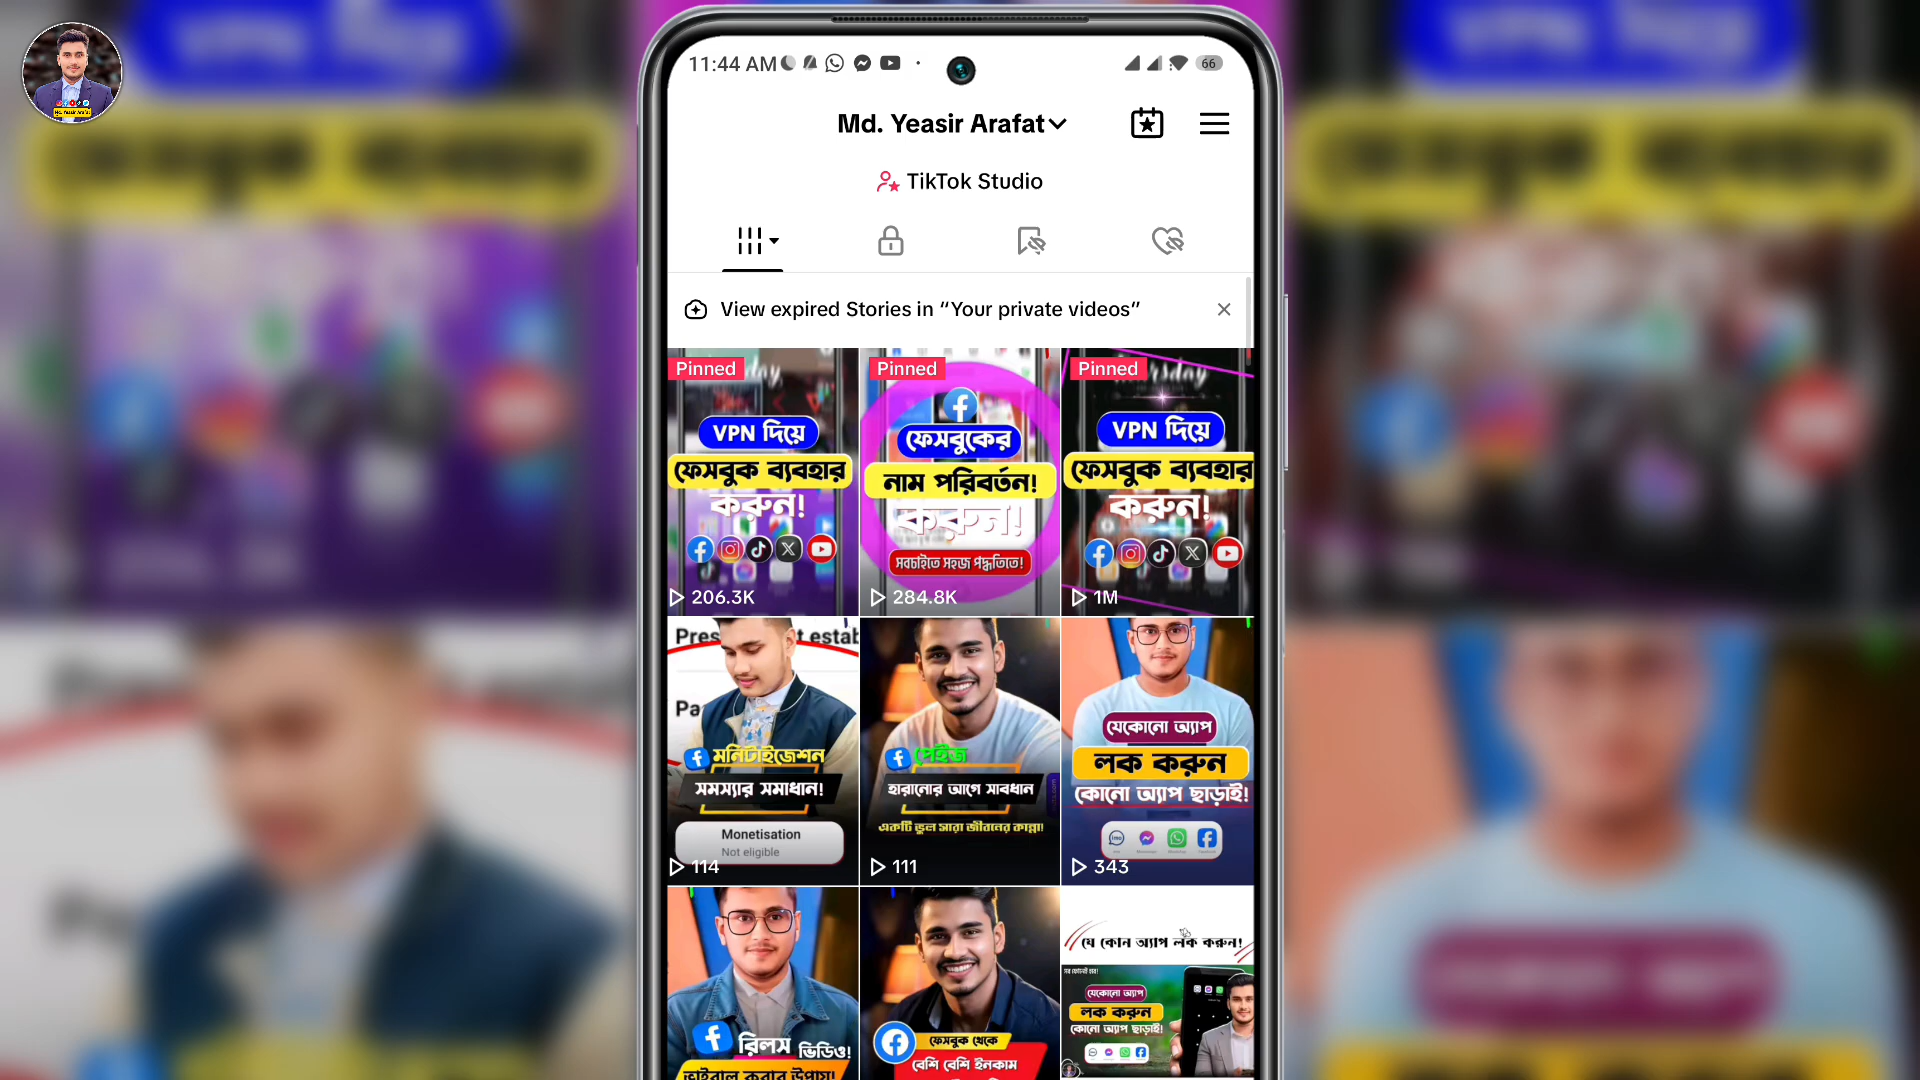 11:44 AM
66
Md. Yeasir Arafat
TikTok Studio
View expired Stories in “Your private videos”
Pinned
Pinned
Pinned
VPN দিয়ে
ফেসবুক ব্যবহার
করুন!
206.3K
ফেসবুকের
নাম পরিবর্তন!
করুন!
সবচাইতে সহজ পদ্ধতিতে!
284.8K
VPN দিয়ে
ফেসবুক ব্যবহার
করুন!
1M
মনিটাইজেশন
সমস্যার সমাধান!
Monetisation
Not eligible
114
পেইজ
হারানোর আগে সাবধান
একটি ভুল সারা জীবনের কান্না!
111
যেকোনো অ্যাপ
লক করুন
কোনো অ্যাপ ছাড়াই!
343
রিলস ভিডিও!
ভাইরাল করার উপায়!
ফেসবুক থেকে
বেশি বেশি ইনকাম
যে কোন অ্যাপ লক করুন!
যেকোনো অ্যাপ
লক করুন
কোনো অ্যাপ ছাড়াই!
Md. Yeasir Arafat